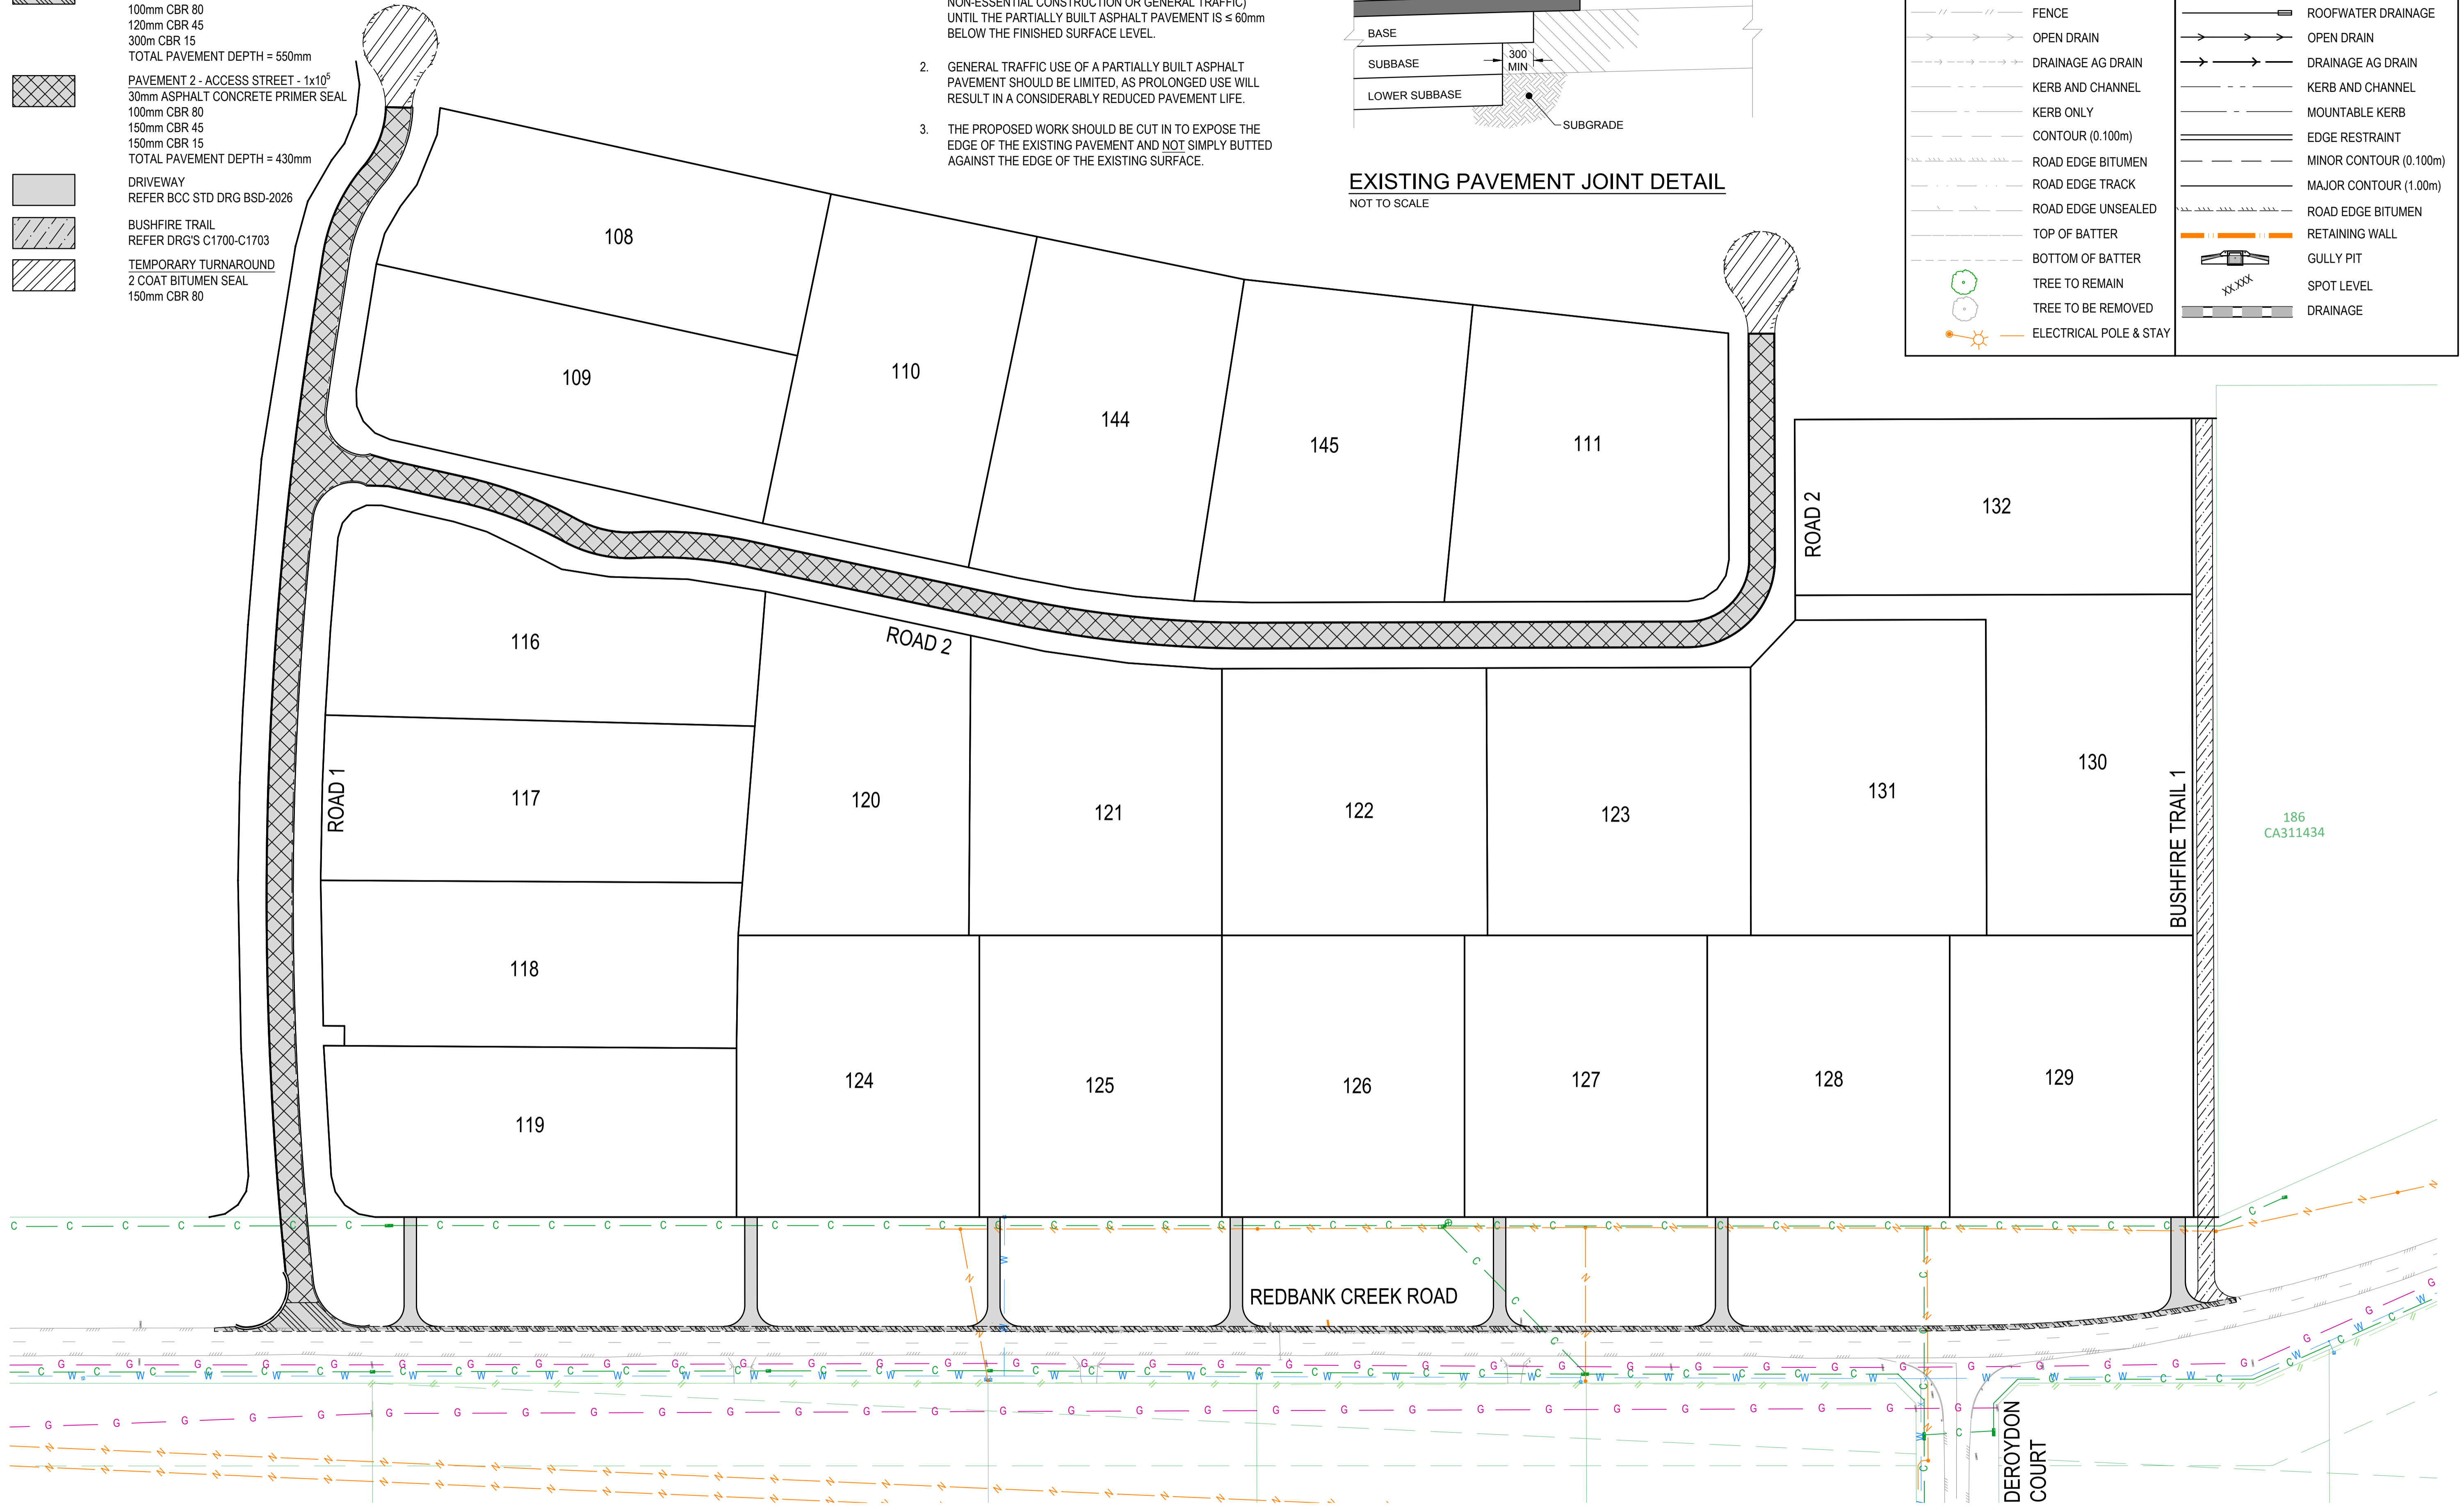 100mm CBR 80
120mm CBR 45
300m CBR 15
TOTAL PAVEMENT DEPTH = 550mm
PAVEMENT 2 - ACCESS STREET - 1x10⁵
30mm ASPHALT CONCRETE PRIMER SEAL
100mm CBR 80
150mm CBR 45
150mm CBR 15
TOTAL PAVEMENT DEPTH = 430mm
DRIVEWAY
REFER BCC STD DRG BSD-2026
BUSHFIRE TRAIL
REFER DRG'S C1700-C1703
TEMPORARY TURNAROUND
2 COAT BITUMEN SEAL
150mm CBR 80
NON-ESSENTIAL CONSTRUCTION OR GENERAL TRAFFIC)
UNTIL THE PARTIALLY BUILT ASPHALT PAVEMENT IS ≤ 60mm
BELOW THE FINISHED SURFACE LEVEL.
2. GENERAL TRAFFIC USE OF A PARTIALLY BUILT ASPHALT
PAVEMENT SHOULD BE LIMITED, AS PROLONGED USE WILL
RESULT IN A CONSIDERABLY REDUCED PAVEMENT LIFE.
3. THE PROPOSED WORK SHOULD BE CUT IN TO EXPOSE THE
EDGE OF THE EXISTING PAVEMENT AND NOT SIMPLY BUTTED
AGAINST THE EDGE OF THE EXISTING SURFACE.
BASE
SUBBASE
LOWER SUBBASE
300
MIN
SUBGRADE
EXISTING PAVEMENT JOINT DETAIL
NOT TO SCALE
FENCE
OPEN DRAIN
DRAINAGE AG DRAIN
KERB AND CHANNEL
KERB ONLY
CONTOUR (0.100m)
ROAD EDGE BITUMEN
ROAD EDGE TRACK
ROAD EDGE UNSEALED
TOP OF BATTER
BOTTOM OF BATTER
TREE TO REMAIN
TREE TO BE REMOVED
ELECTRICAL POLE & STAY
ROOFWATER DRAINAGE
OPEN DRAIN
DRAINAGE AG DRAIN
KERB AND CHANNEL
MOUNTABLE KERB
EDGE RESTRAINT
MINOR CONTOUR (0.100m)
MAJOR CONTOUR (1.00m)
ROAD EDGE BITUMEN
RETAINING WALL
GULLY PIT
XX.XXX
SPOT LEVEL
DRAINAGE
108
109
110
144
145
111
132
ROAD 2
116
ROAD 2
117
ROAD 1
120
121
122
123
131
130
BUSHFIRE TRAIL 1
186
CA311434
118
119
124
125
126
127
128
129
REDBANK CREEK ROAD
DEROYDON
COURT